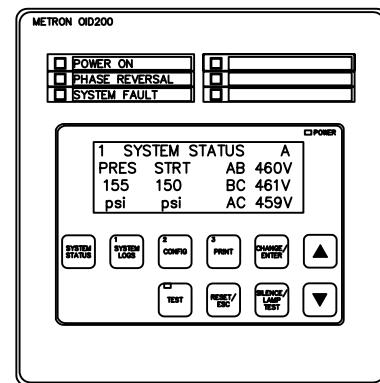 METRON OID200
POWER ON
PHASE REVERSAL
SYSTEM FAULT
POWER
1 SYSTEM STATUS A
PRES STRT AB 460V
155 150 BC 461V
psi psi AC 459V
SYSTEM STATUS
1 SYSTEM LOGS
2 CONFIG
3 PRINT
CHANGE/ ENTER
TEST
RESET/ ESC
SILENCE/ LAMP TEST